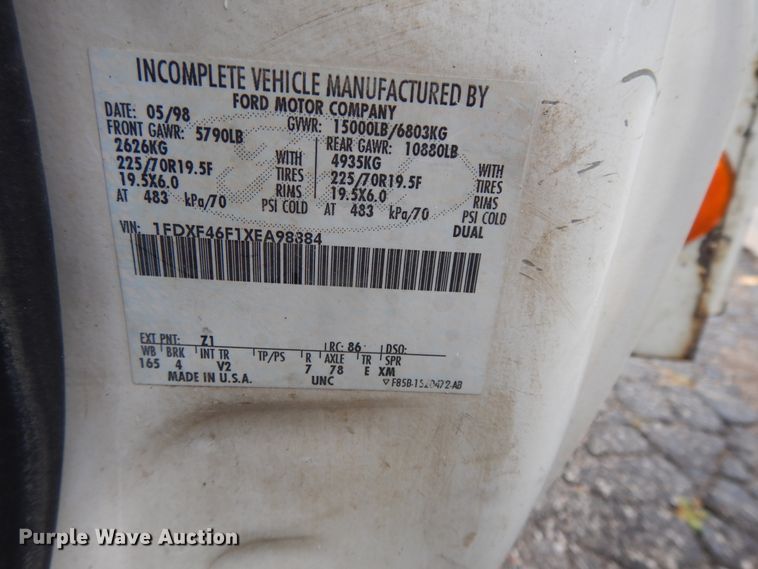 INCOMPLETE VEHICLE MANUFACTURED BY
FORD MOTOR COMPANY
DATE: 05/98 GVWR: 15000LB/6803KG
FRONT GAWR: 5790LB REAR GAWR: 10880LB
2626KG WITH 4935KG WITH
225/70R19.5F TIRES 225/70R19.5F TIRES
19.5X6.0 RIMS 19.5X6.0 RIMS
AT 483 kPa/70 PSI COLD AT 483 kPa/70 PSI COLD
DUAL
VIN: 1FDXF46F1XEA98884
EXT PNT: Z1 RC: 86 DSO:
WB BRK INT TR TP/PS R AXLE TR SPR
165 4 V2 7 78 E XM
MADE IN U.S.A. UNC
Purple Wave Auction